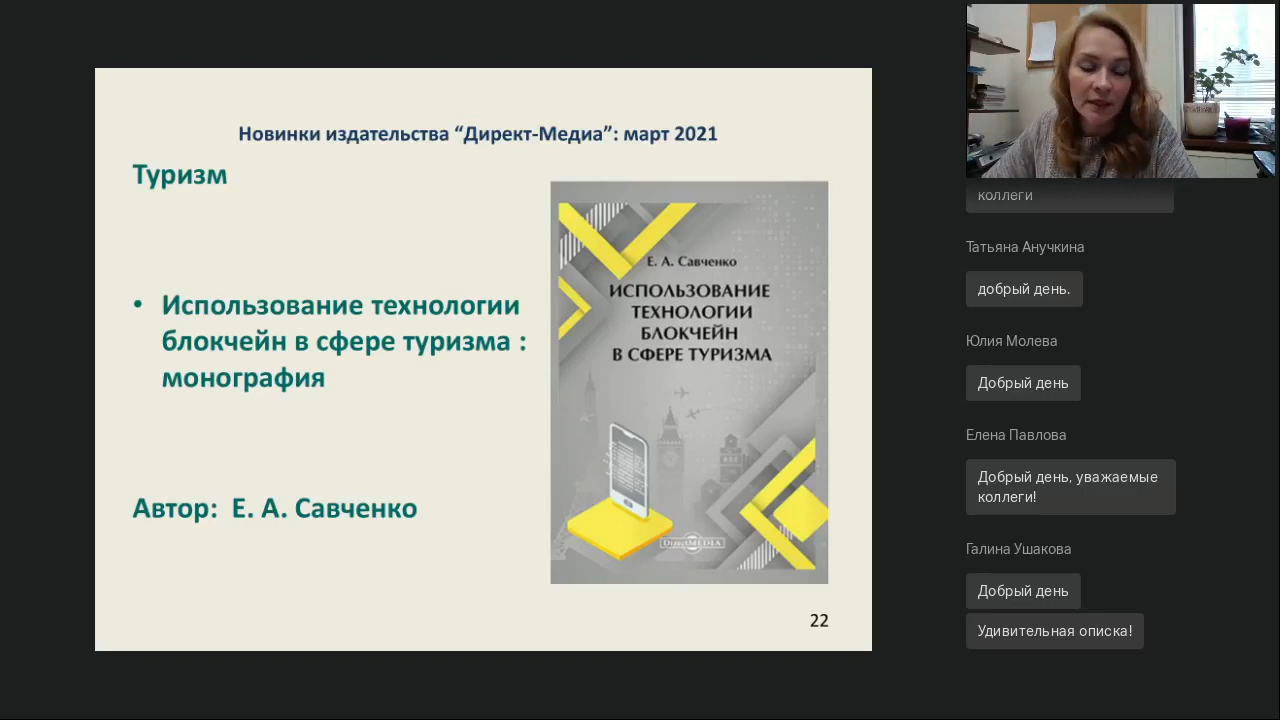 Новинки издательства “Директ-Медиа”: март 2021
Туризм
• Использование технологии
блокчейн в сфере туризма :
монография
Автор: Е. А. Савченко
Е. А. Савченко
ИСПОЛЬЗОВАНИЕ
ТЕХНОЛОГИИ
БЛОКЧЕЙН
В СФЕРЕ ТУРИЗМА
DirectMEDIA
22
коллеги
Татьяна Анучкина
добрый день.
Юлия Молева
Добрый день
Елена Павлова
Добрый день, уважаемые
коллеги!
Галина Ушакова
Добрый день
Удивительная описка!